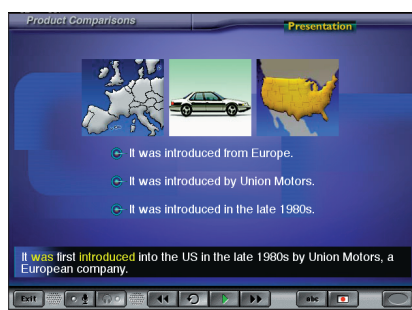 Product Comparisons
Presentation
It was introduced from Europe.
It was introduced by Union Motors.
It was introduced in the late 1980s.
It was first introduced into the US in the late 1980s by Union Motors, a
European company.
Exit
abc